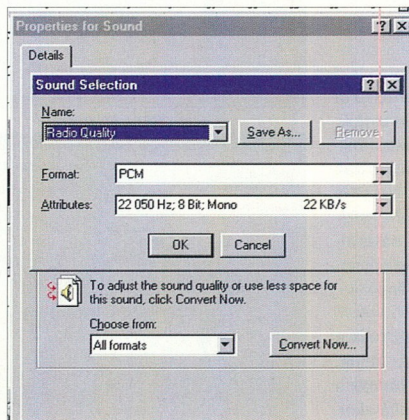 Properties for Sound
Details
Sound Selection
Name:
Radio Quality
Save As...
Remove
Format:
PCM
Attributes:
22 050 Hz; 8 Bit; Mono 22 KB/s
OK
Cancel
To adjust the sound quality or use less space for
this sound, click Convert Now.
Choose from:
All formats
Convert Now...